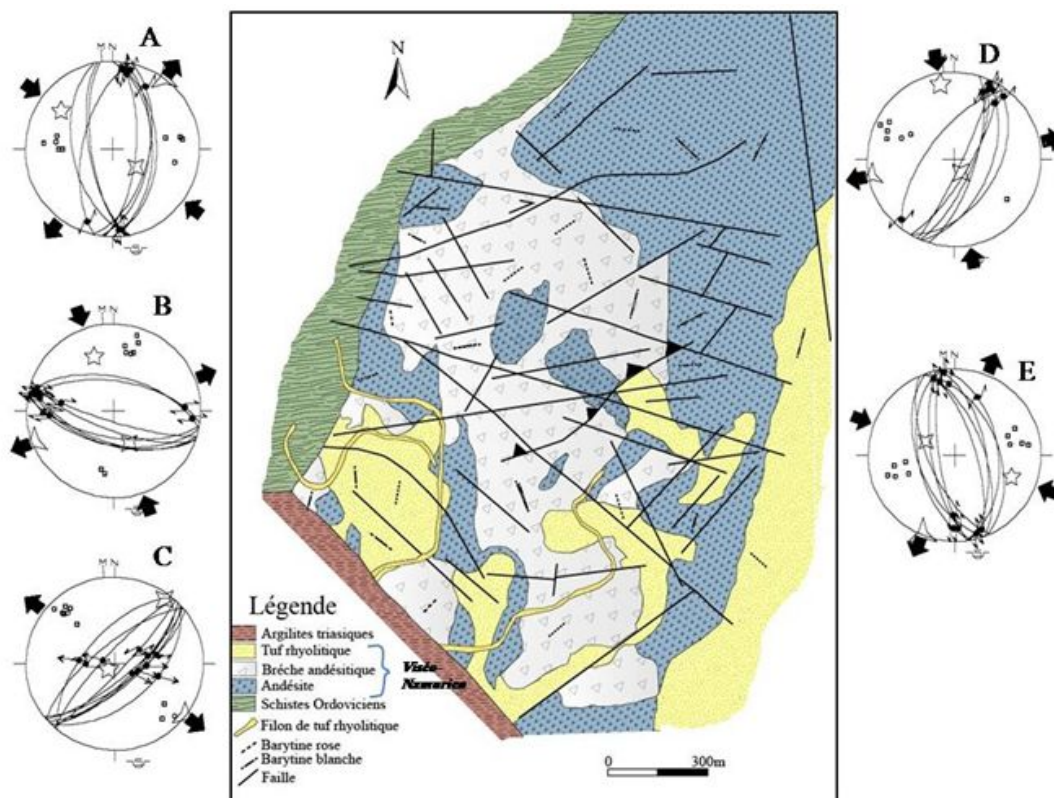 A
M N
B
M N
C
M N
N
D
N
E
M N
Légende
Argilites triasiques
Tuf rhyolitique
Brêche andésitique
Andésite
Viséo
Namurien
Schistes Ordoviciens
Filon de tuf rhyolitique
Barytine rose
Barytine blanche
Faille
0 300m